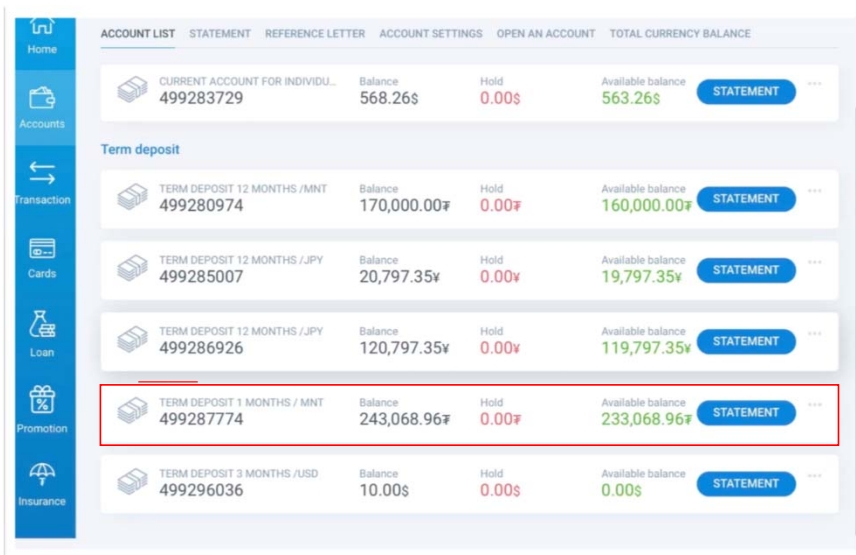 Home
Accounts
Transaction
Cards
Loan
Promotion
Insurance
ACCOUNT LIST STATEMENT REFERENCE LETTER ACCOUNT SETTINGS OPEN AN ACCOUNT TOTAL CURRENCY BALANCE
CURRENT ACCOUNT FOR INDIVIDU... Balance Hold Available balance
499283729 568.26$ 0.00$ 563.26$ STATEMENT
Term deposit
TERM DEPOSIT 12 MONTHS /MNT Balance Hold Available balance
499280974 170,000.00₮ 0.00₮ 160,000.00₮ STATEMENT
TERM DEPOSIT 12 MONTHS /JPY Balance Hold Available balance
499285007 20,797.35¥ 0.00¥ 19,797.35¥ STATEMENT
TERM DEPOSIT 12 MONTHS /JPY Balance Hold Available balance
499286926 120,797.35¥ 0.00¥ 119,797.35¥ STATEMENT
TERM DEPOSIT 1 MONTHS / MNT Balance Hold Available balance
499287774 243,068.96₮ 0.00₮ 233,068.96₮ STATEMENT
TERM DEPOSIT 3 MONTHS /USD Balance Hold Available balance
499296036 10.00$ 0.00$ 0.00$ STATEMENT